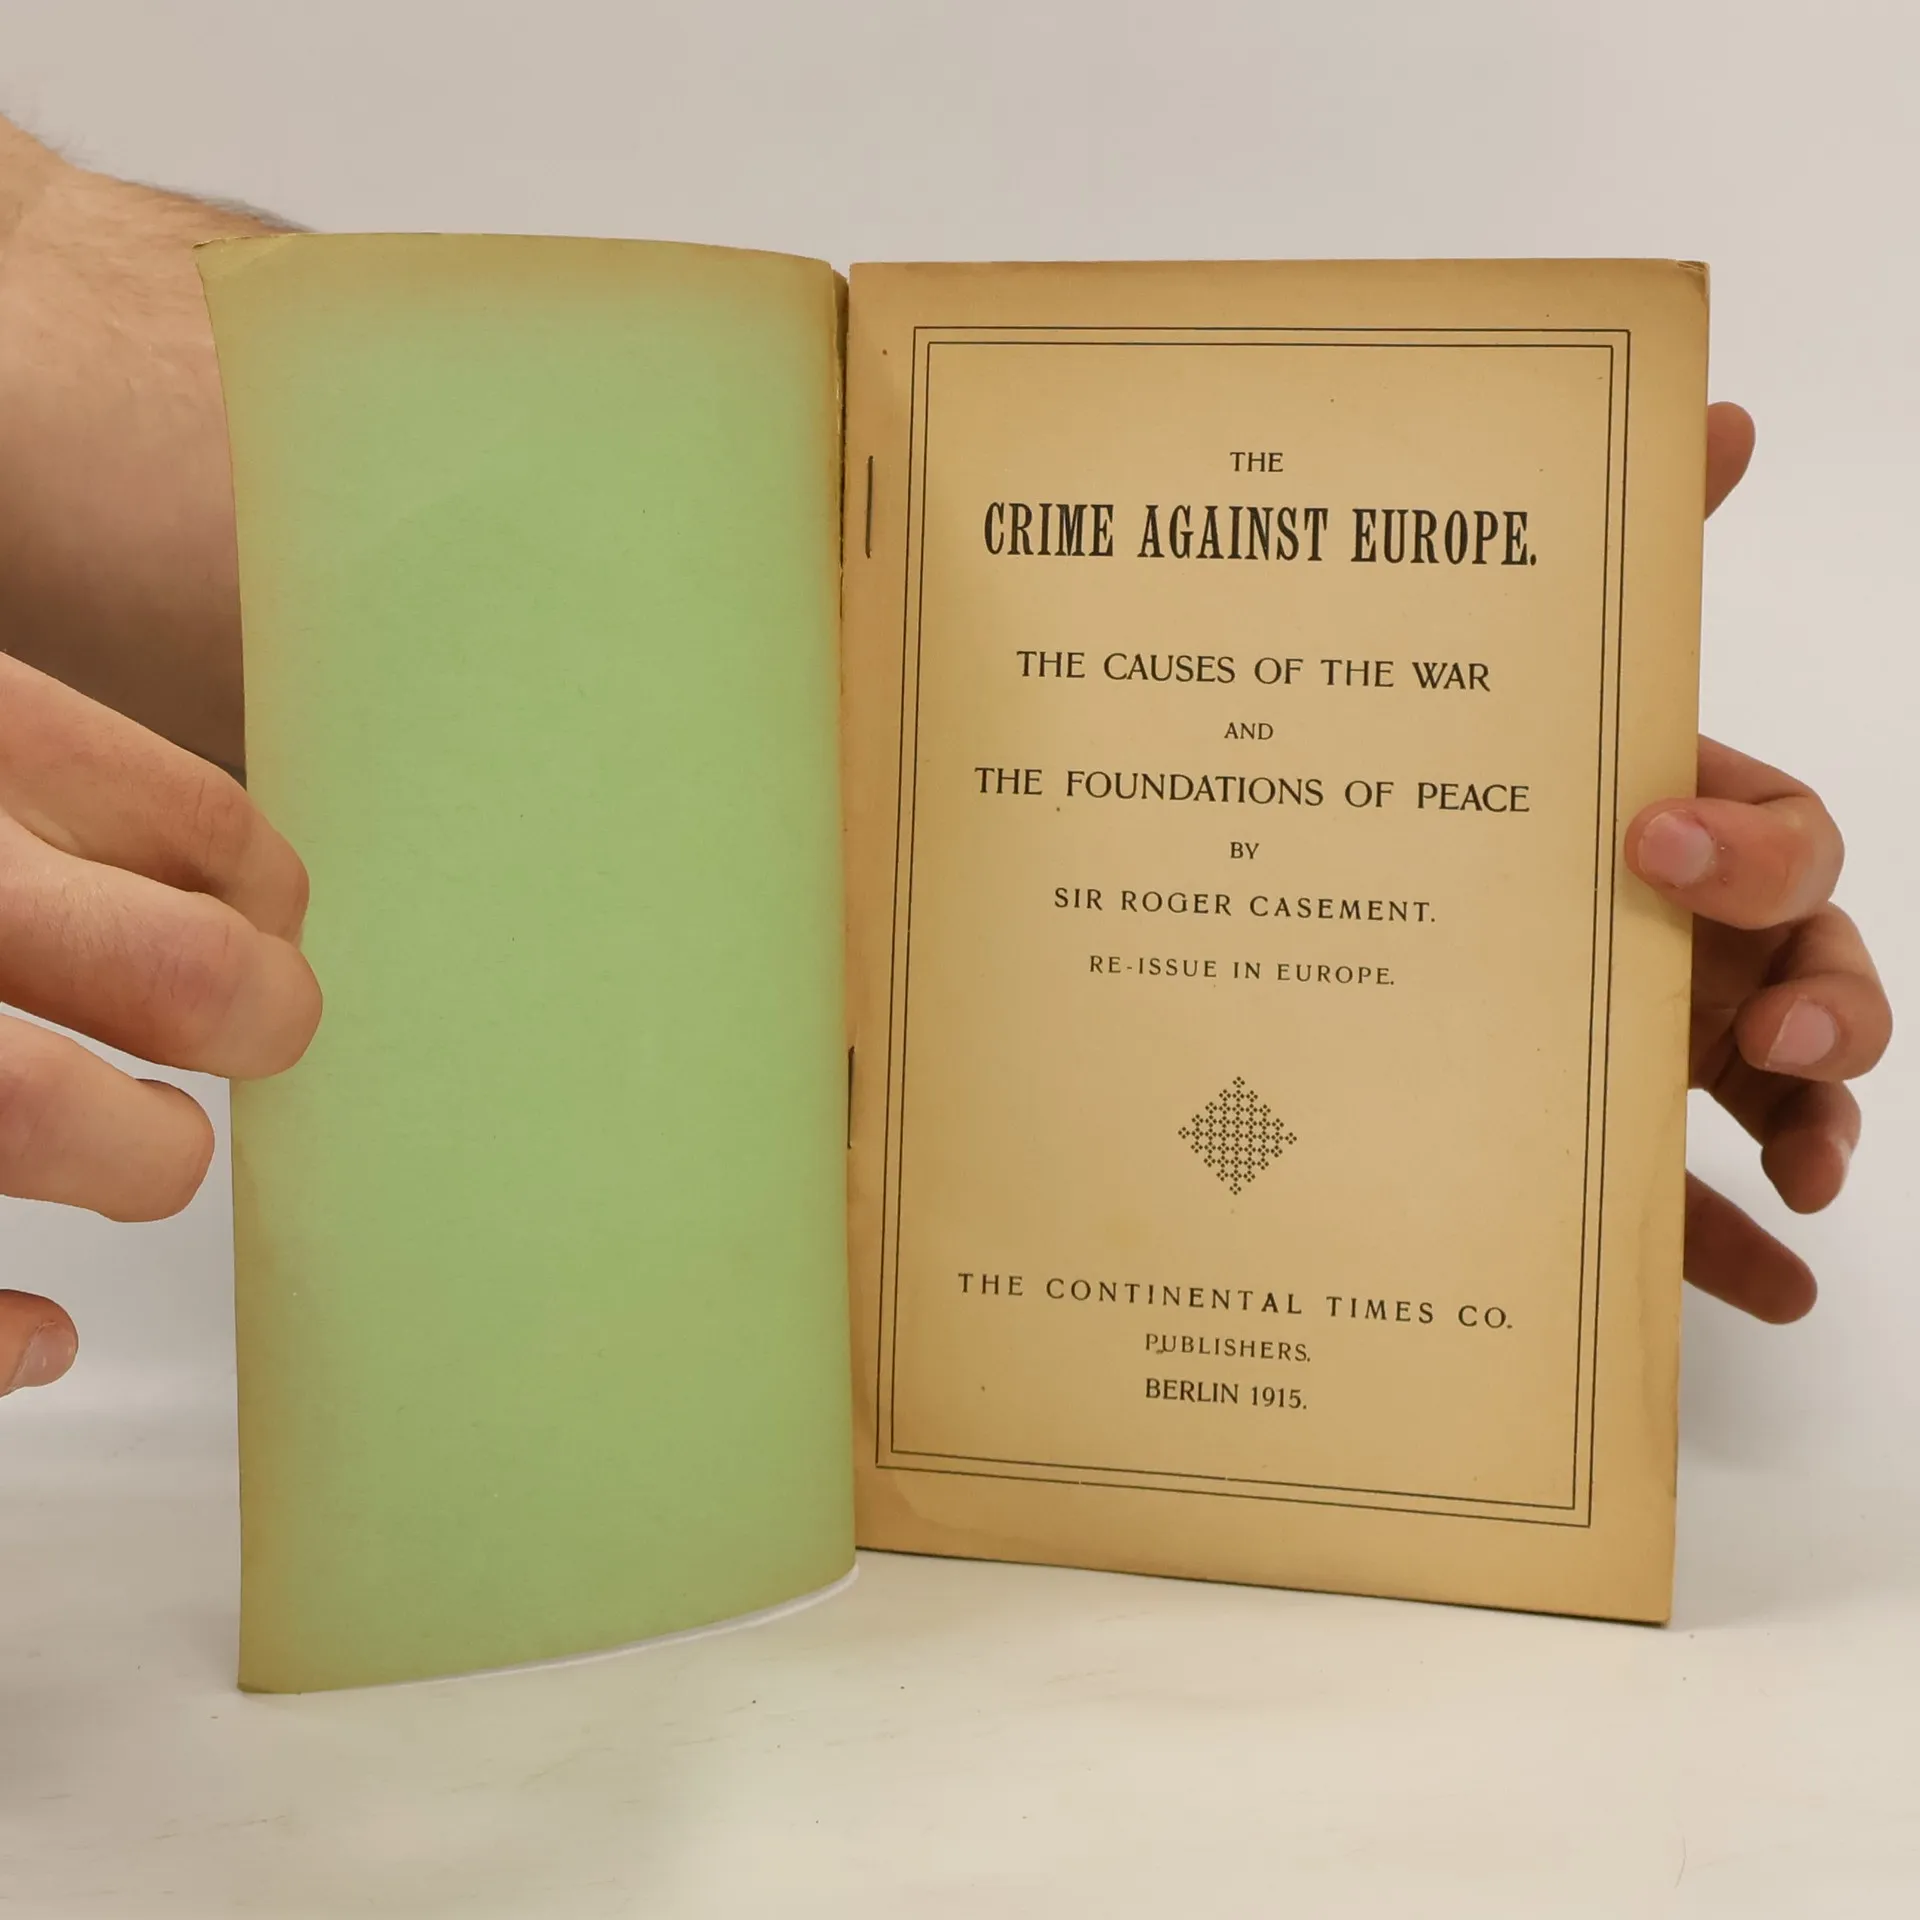 THE
CRIME AGAINST EUROPE.
THE CAUSES OF THE WAR
AND
THE FOUNDATIONS OF PEACE
BY
SIR ROGER CASEMENT.
RE-ISSUE IN EUROPE.
THE CONTINENTAL TIMES CO.
PUBLISHERS.
BERLIN 1915.